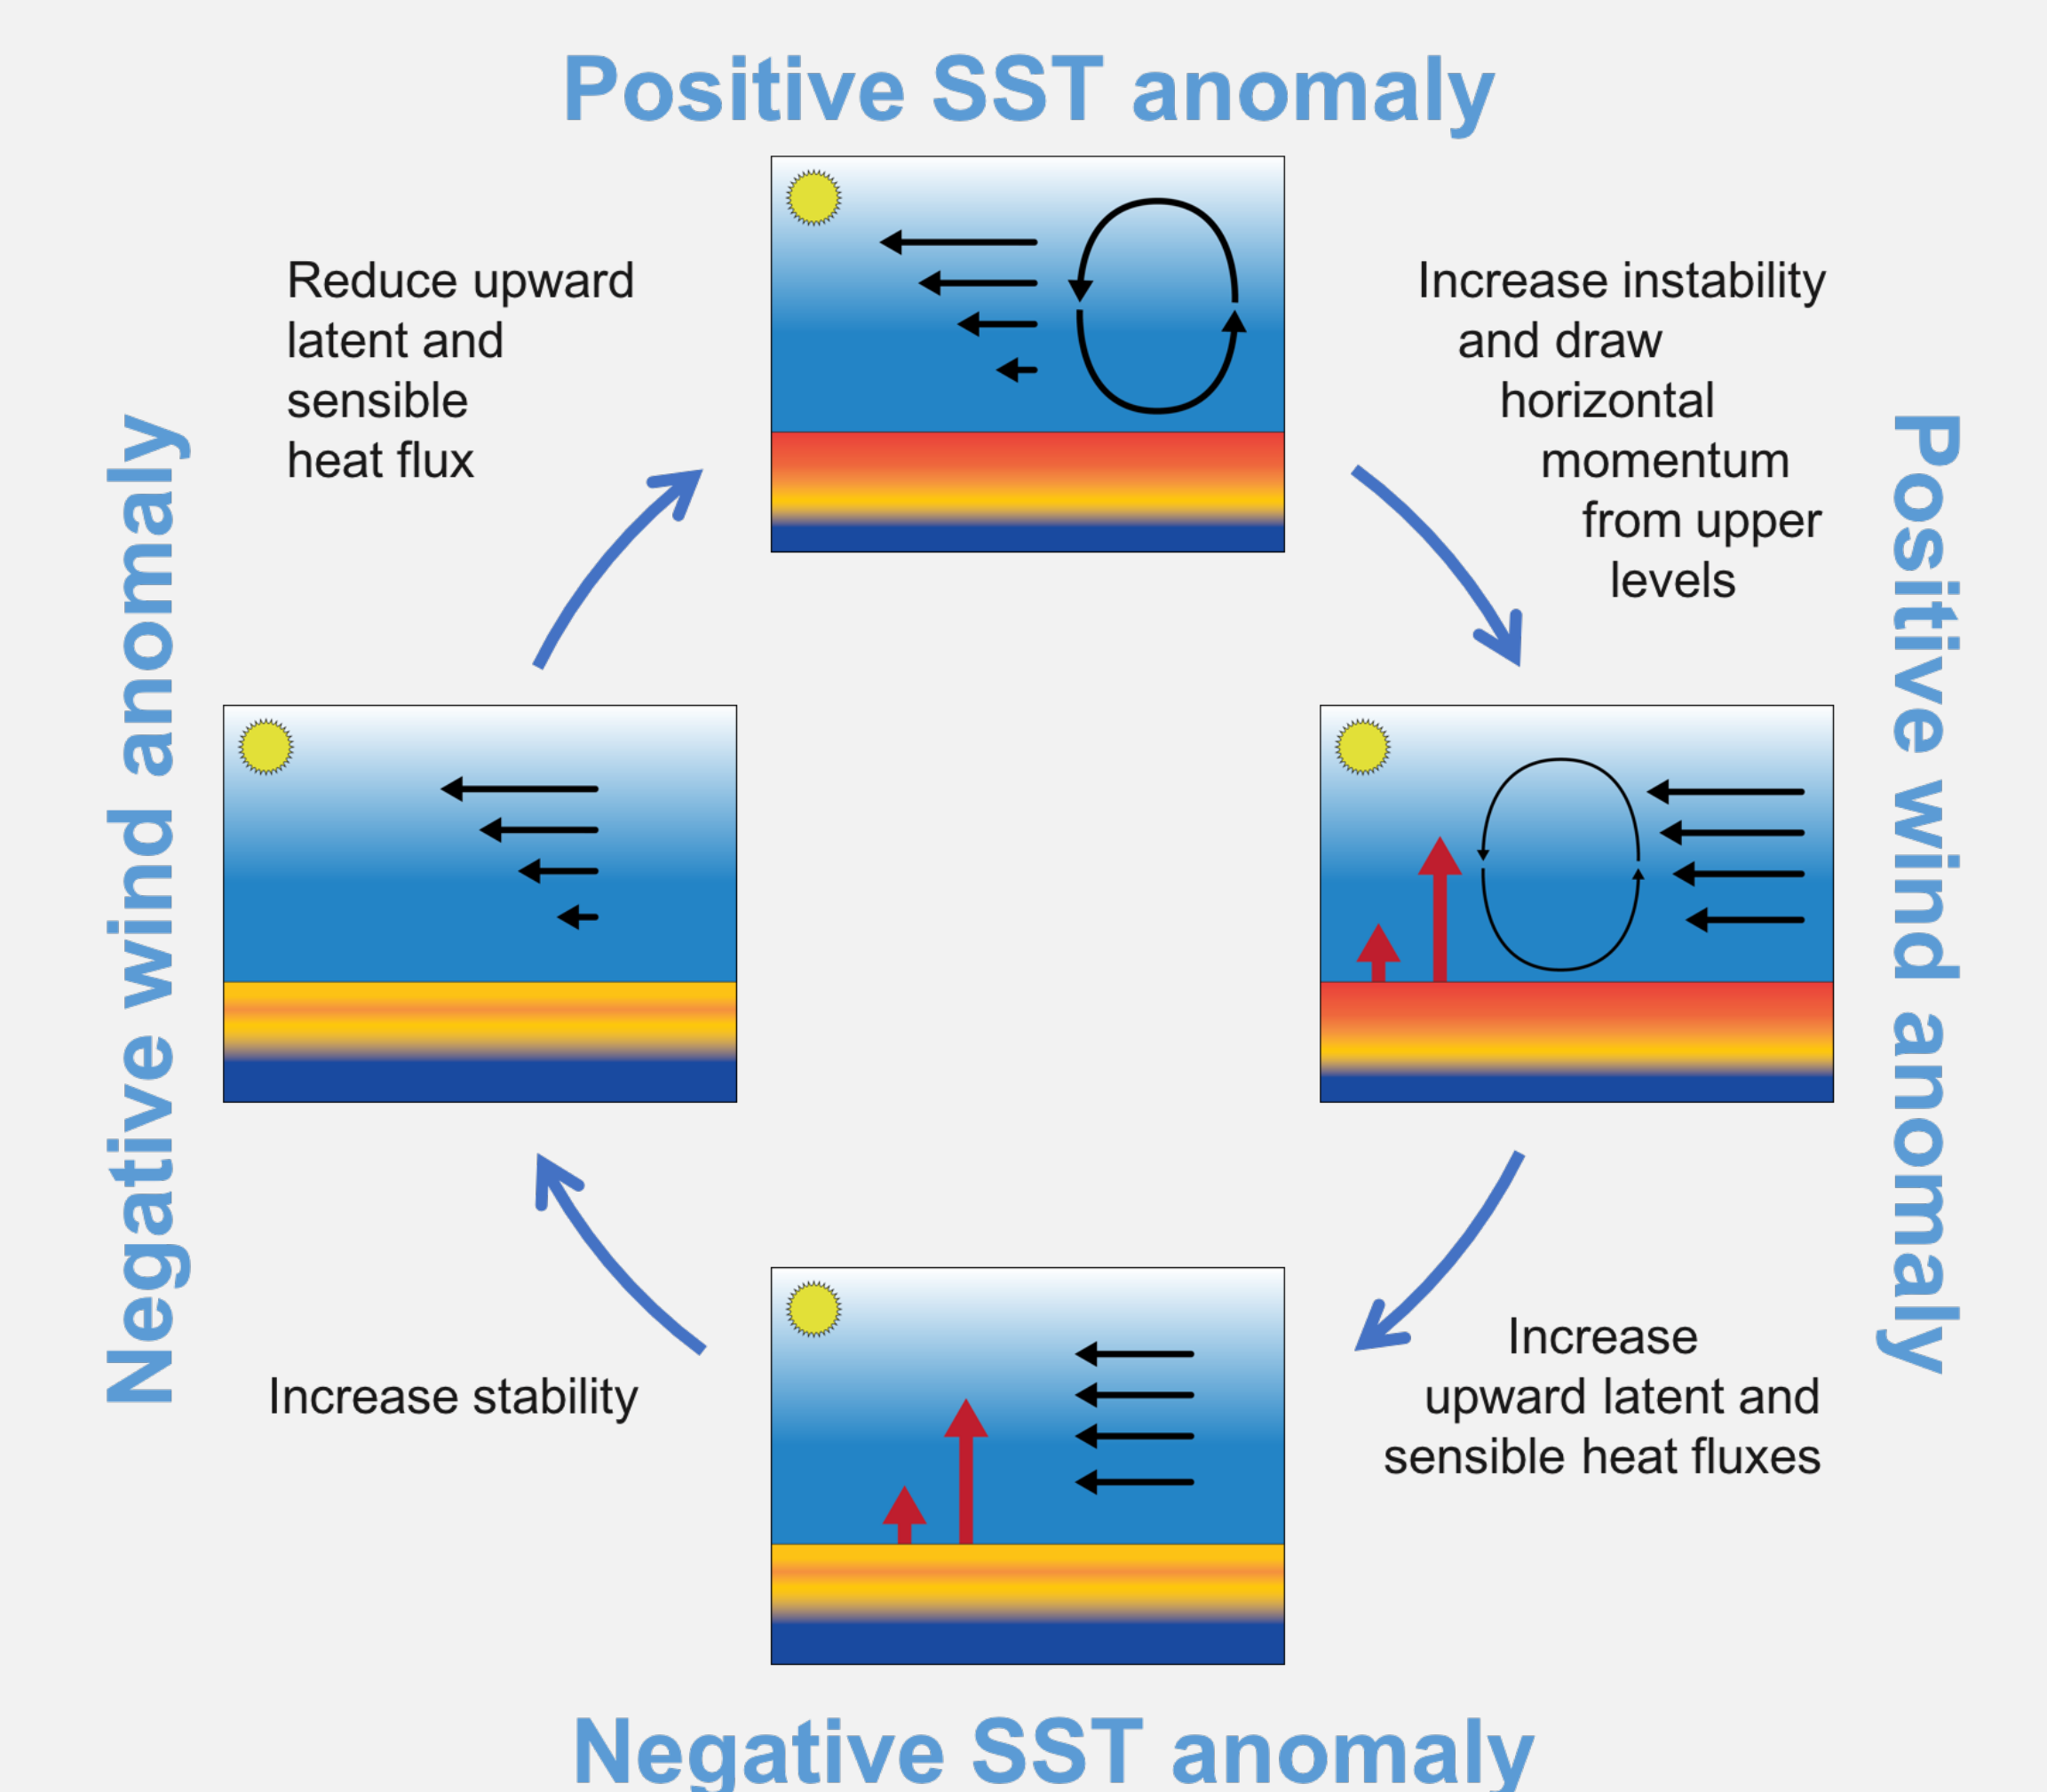 Positive SST anomaly
Reduce upward
latent and
sensible
heat flux
Increase instability
and draw
horizontal
momentum
from upper
levels
Negative wind anomaly
Positive wind anomaly
Increase stability
Increase
upward latent and
sensible heat fluxes
Negative SST anomaly